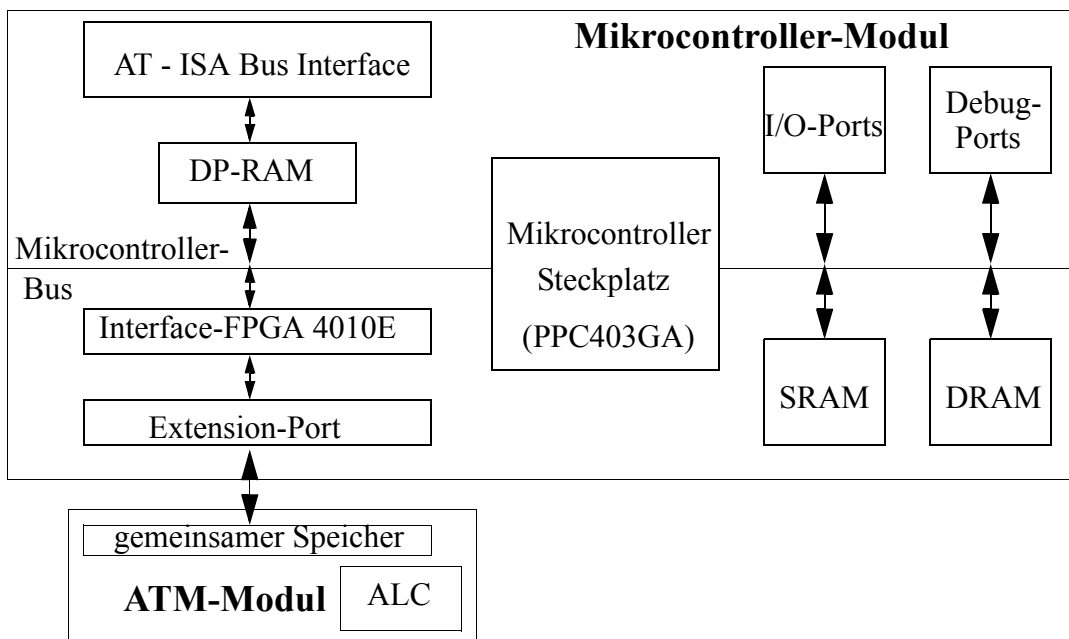 Mikrocontroller-Modul
AT - ISA Bus Interface
DP-RAM
I/O-Ports
Debug-
Ports
Mikrocontroller-
Bus
Mikrocontroller
Steckplatz
(PPC403GA)
Interface-FPGA 4010E
Extension-Port
SRAM
DRAM
gemeinsamer Speicher
ATM-Modul
ALC